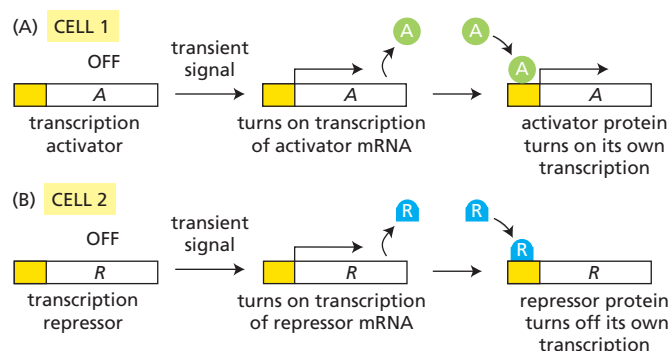 (A) CELL 1
OFF
transient
signal
A
A
A
A
A
A
transcription
activator
turns on transcription
of activator mRNA
activator protein
turns on its own
transcription
(B) CELL 2
OFF
transient
signal
R
R
R
R
R
R
transcription
repressor
turns on transcription
of repressor mRNA
repressor protein
turns off its own
transcription